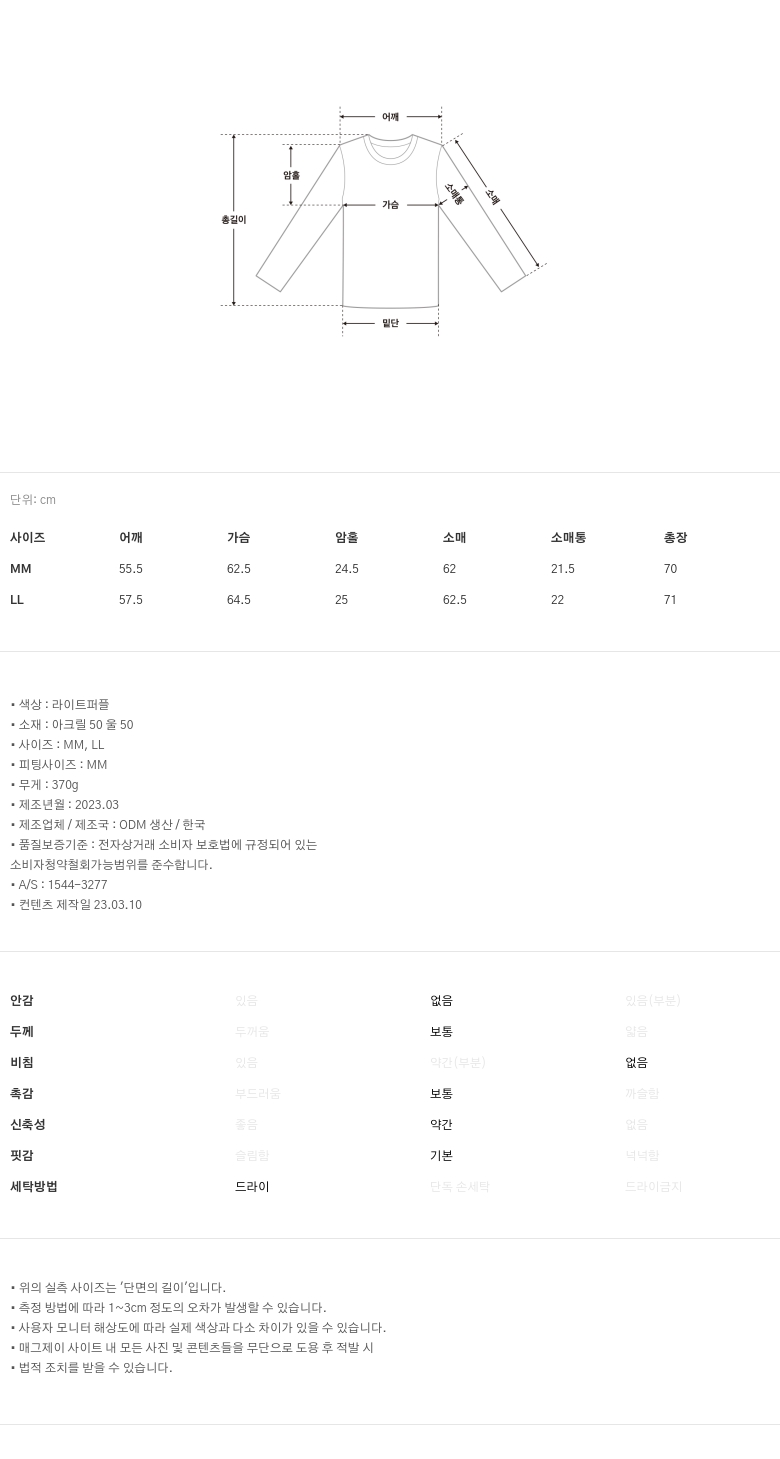 어깨
암홀
소매통
소매
가슴
총길이
밑단
단위: cm
사이즈 어깨 가슴 암홀 소매 소매통 총장
MM 55.5 62.5 24.5 62 21.5 70
LL 57.5 64.5 25 62.5 22 71
▪ 색상 : 라이트퍼플
▪ 소재 : 아크릴 50 울 50
▪ 사이즈 : MM, LL
▪ 피팅사이즈 : MM
▪ 무게 : 370g
▪ 제조년월 : 2023.03
▪ 제조업체 / 제조국 : ODM 생산 / 한국
▪ 품질보증기준 : 전자상거래 소비자 보호법에 규정되어 있는
소비자청약철회가능범위를 준수합니다.
▪ A/S : 1544-3277
▪ 컨텐츠 제작일 23.03.10
안감 있음 없음 있음(부분)
두께 두꺼움 보통 얇음
비침 있음 약간(부분) 없음
촉감 부드러움 보통 까슬함
신축성 좋음 약간 없음
핏감 슬림함 기본 넉넉함
세탁방법 드라이 단독 손세탁 드라이금지
▪ 위의 실측 사이즈는 '단면의 길이'입니다.
▪ 측정 방법에 따라 1~3cm 정도의 오차가 발생할 수 있습니다.
▪ 사용자 모니터 해상도에 따라 실제 색상과 다소 차이가 있을 수 있습니다.
▪ 매그제이 사이트 내 모든 사진 및 콘텐츠들을 무단으로 도용 후 적발 시
▪ 법적 조치를 받을 수 있습니다.